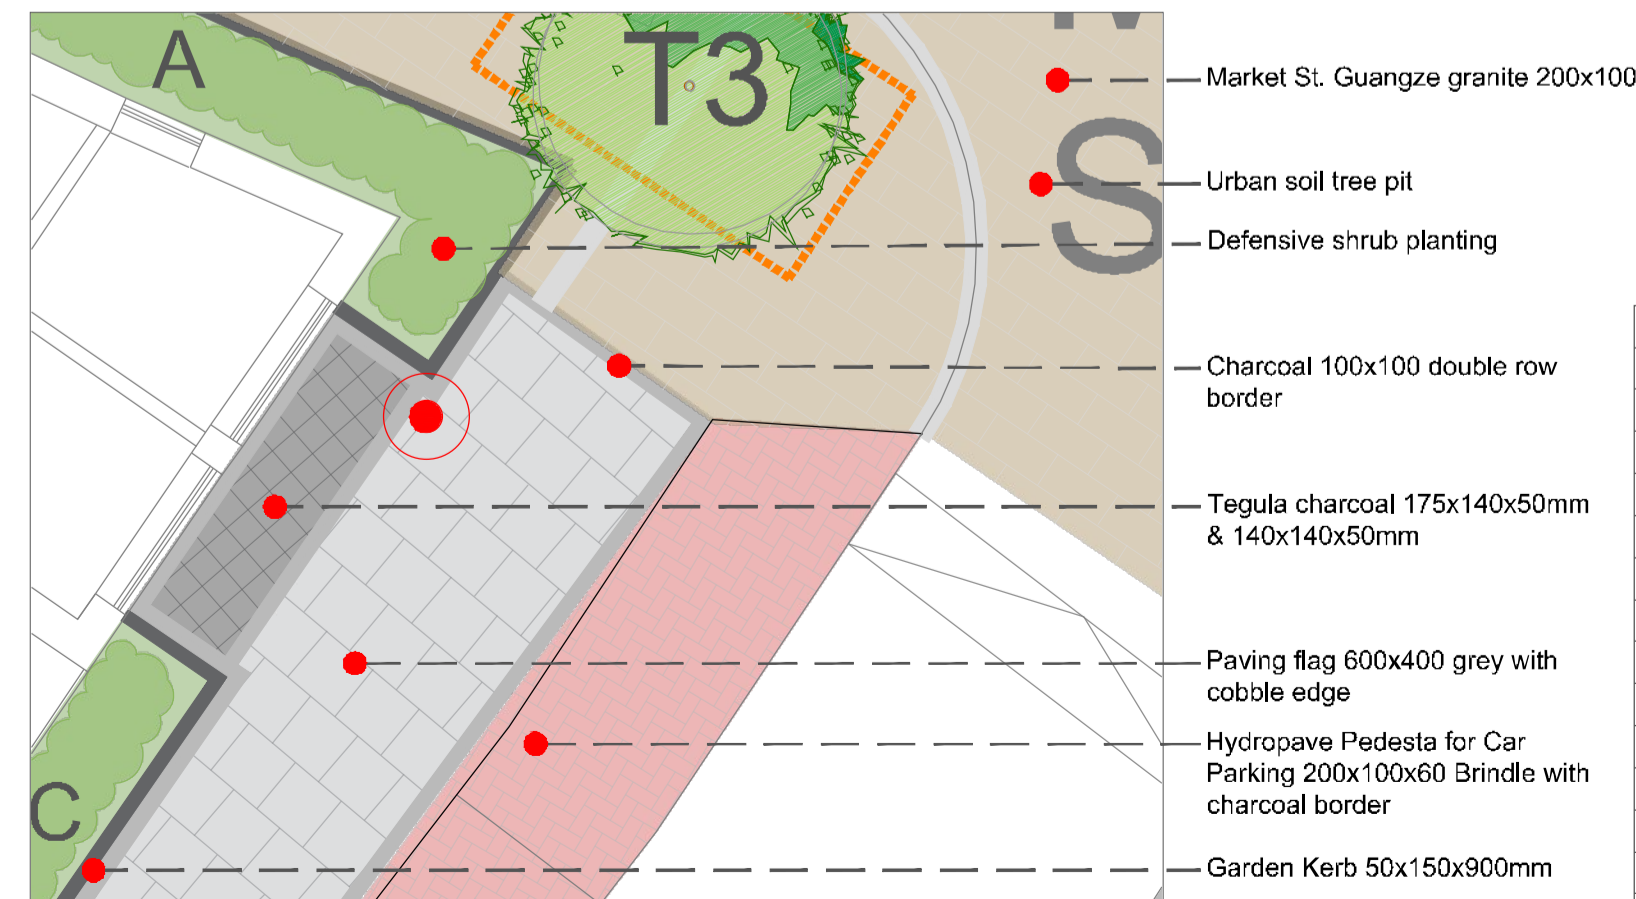 A
T3
S
C
Market St. Guangze granite 200x100
Urban soil tree pit
Defensive shrub planting
Charcoal 100x100 double row
border
Tegula charcoal 175x140x50mm
& 140x140x50mm
Paving flag 600x400 grey with
cobble edge
Hydropave Pedesta for Car
Parking 200x100x60 Brindle with
charcoal border
Garden Kerb 50x150x900mm